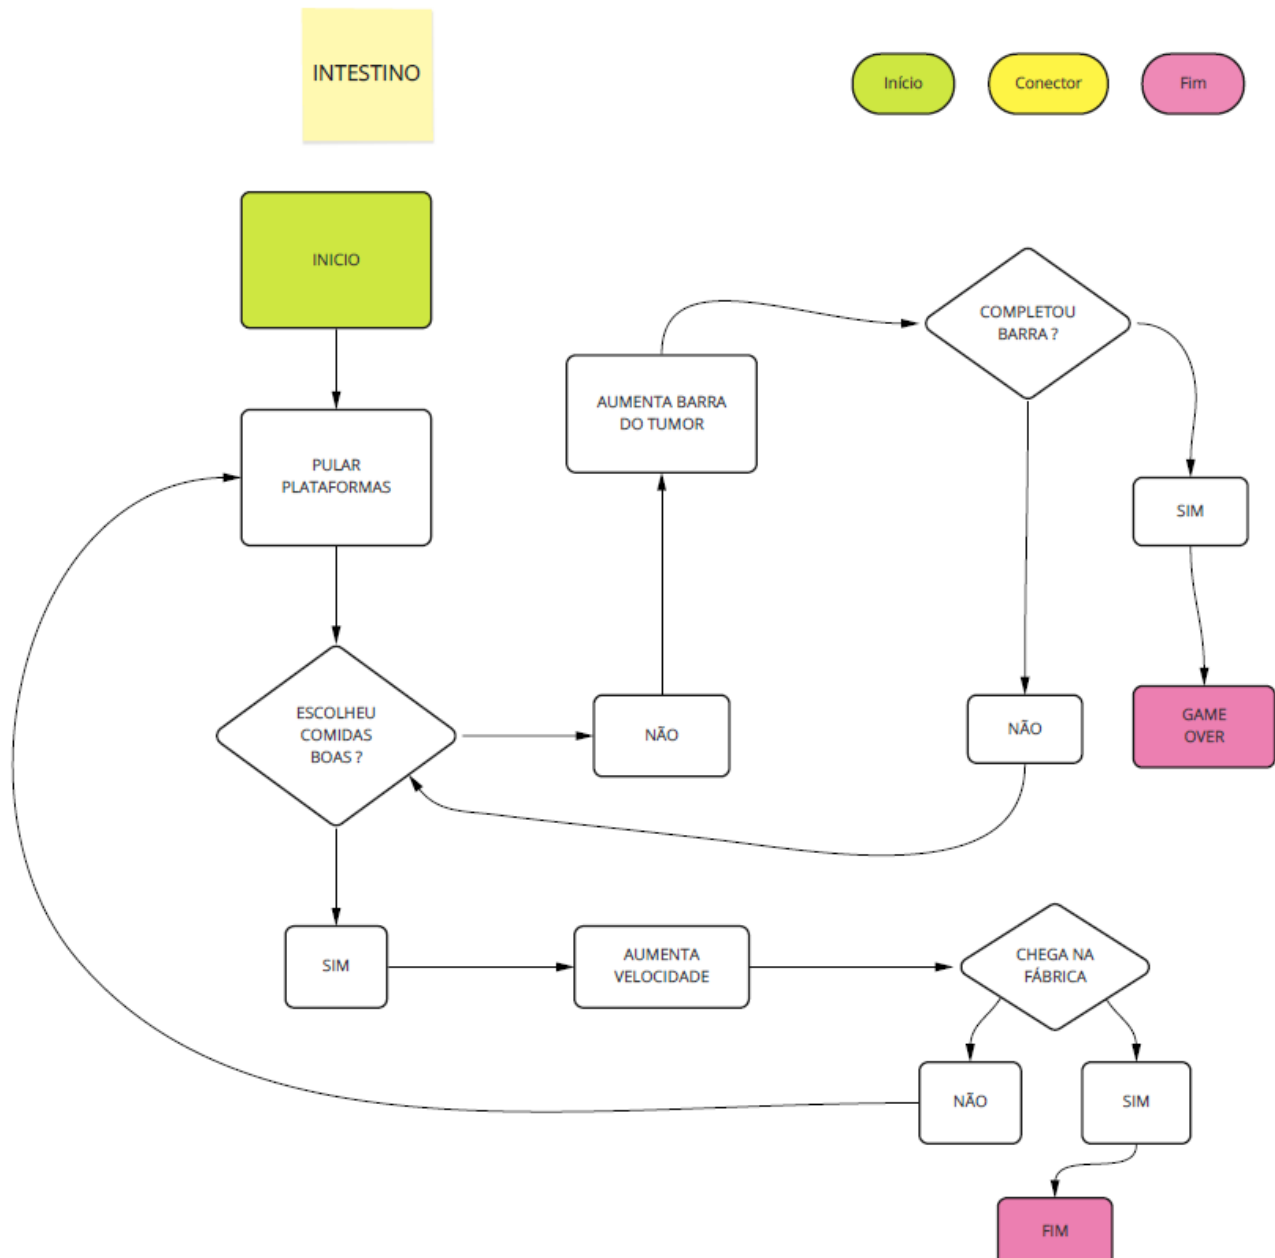 INTESTINO
Início
Conector
Fim
INICIO
COMPLETOU
BARRA ?
AUMENTA BARRA
DO TUMOR
PULAR
PLATAFORMAS
SIM
ESCOLHEU
COMIDAS
BOAS ?
NÃO
NÃO
GAME
OVER
SIM
AUMENTA
VELOCIDADE
CHEGA NA
FÁBRICA
NÃO
SIM
FIM